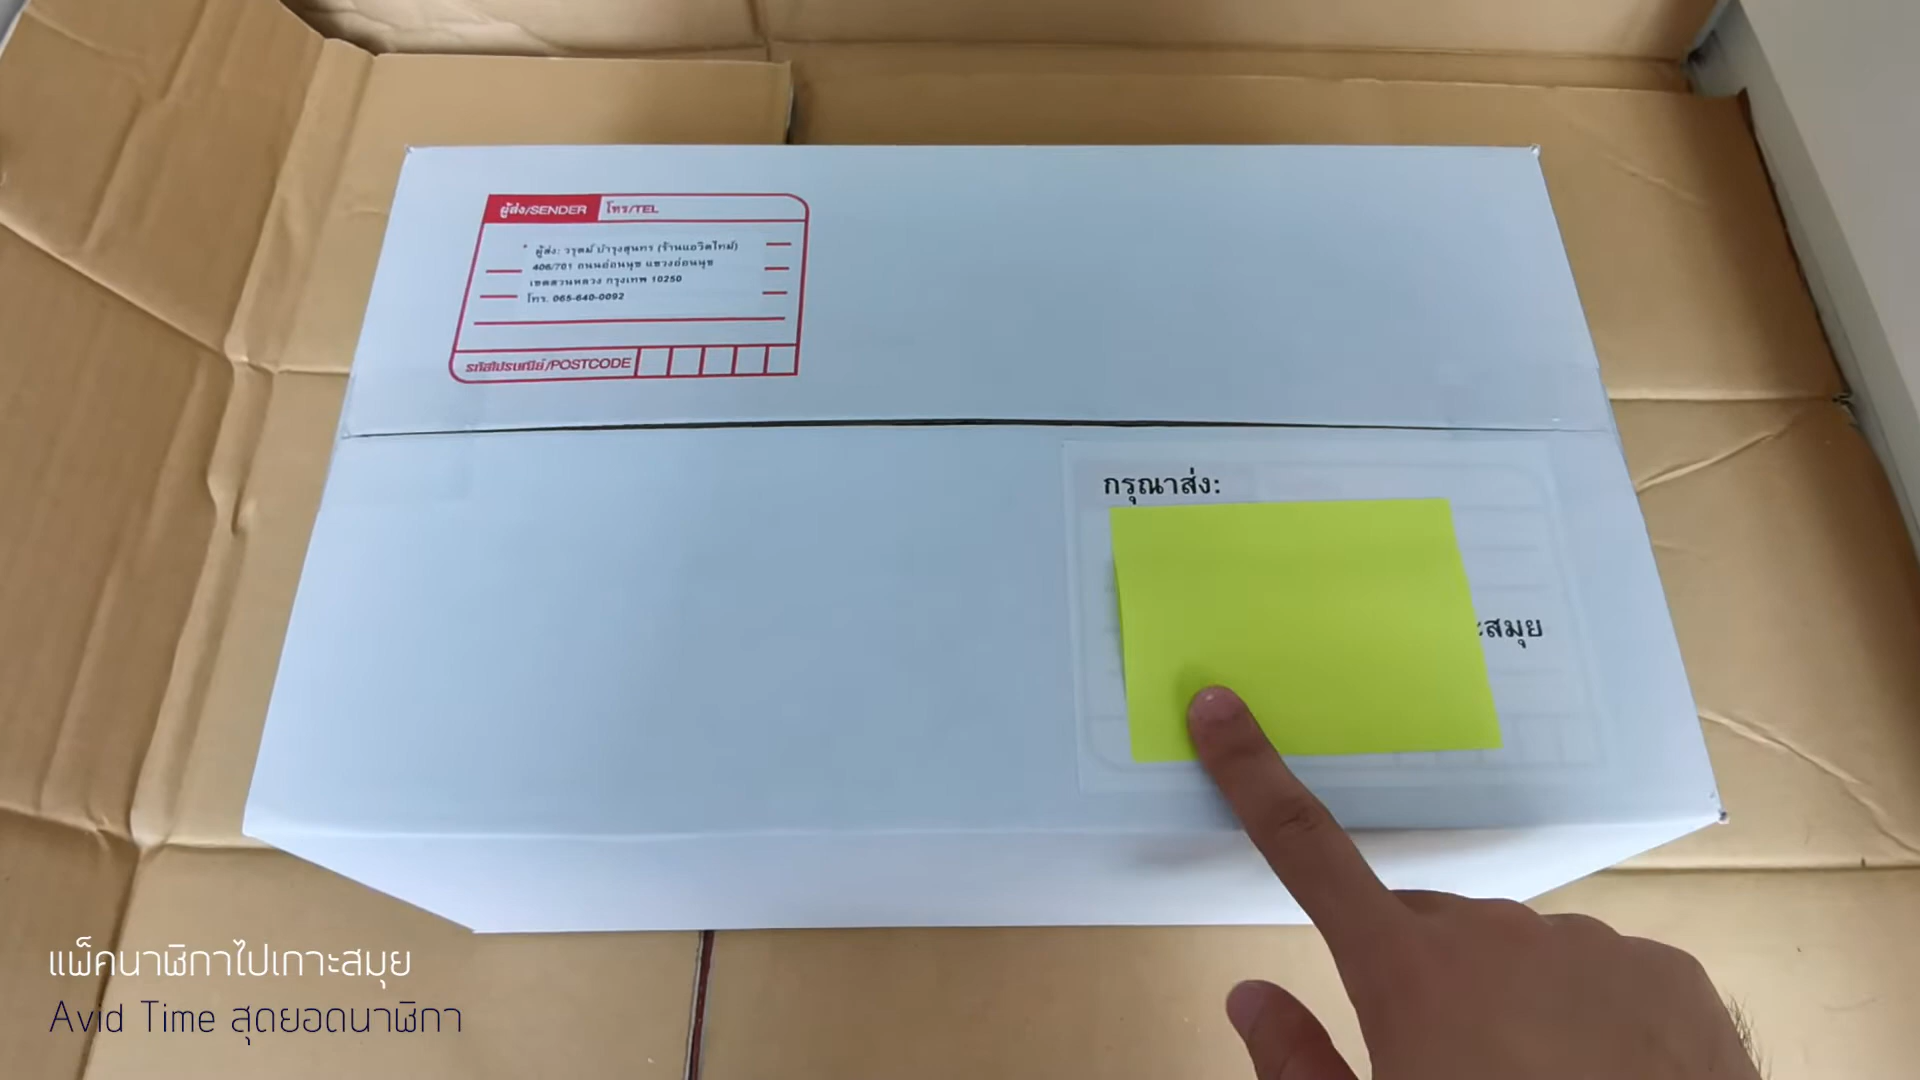 ผู้ส่ง/SENDER โทร/TEL
* ผู้ส่ง: วรุตม์ บำรุงสุนทร (ร้านแอวิดไทม์)
406/701 ถนนอ่อนนุช แขวงอ่อนนุช
เขตสวนหลวง กรุงเทพ 10250
โทร. 065-640-0092
รหัสไปรษณีย์/POSTCODE
กรุณาส่ง:
ะสมุย
แพ็คนาฬิกาไปเกาะสมุย
Avid Time สุดยอดนาฬิกา